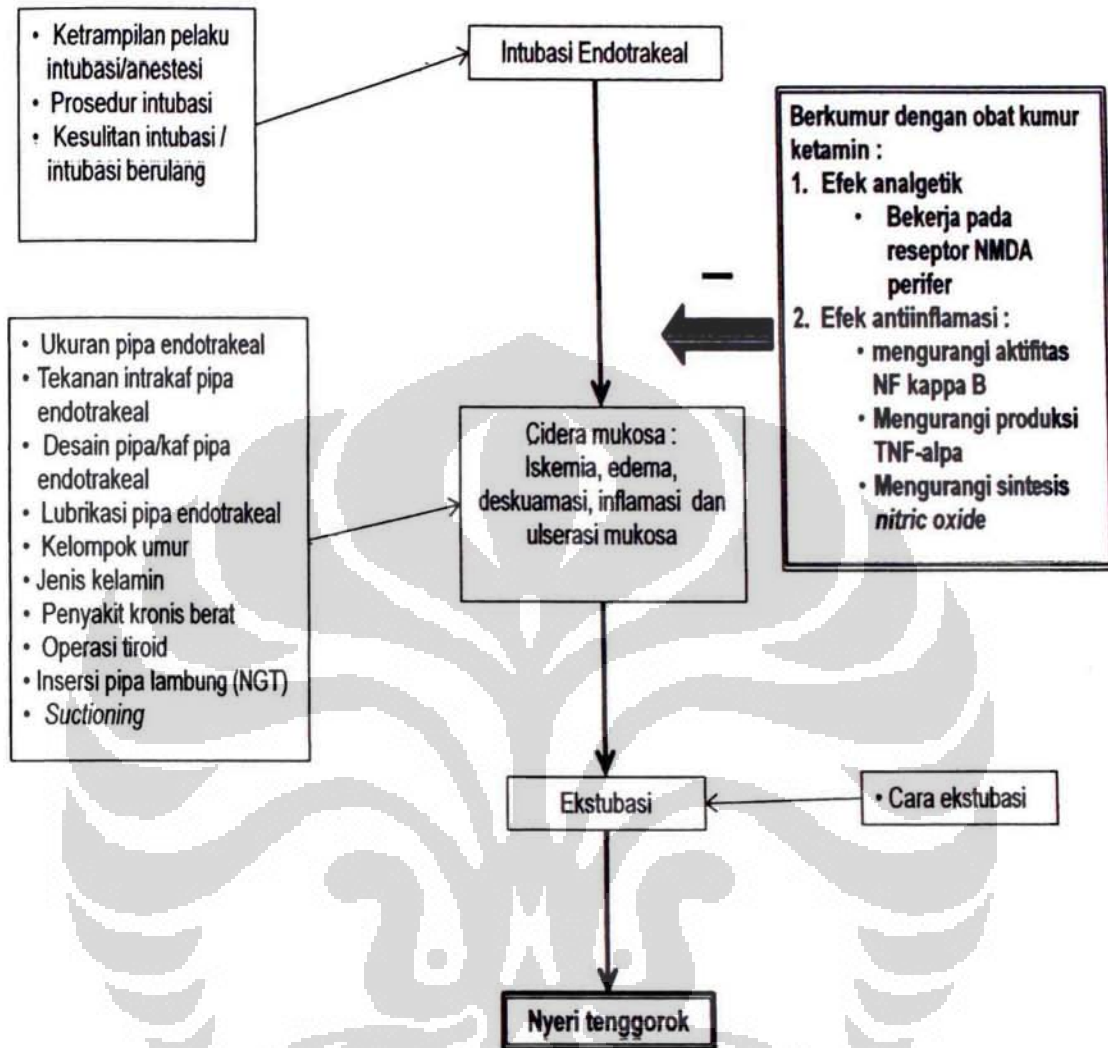 • Ketrampilan pelaku
intubasi/anestesi
• Prosedur intubasi
• Kesulitan intubasi /
intubasi berulang
Intubasi Endotrakeal
Berkumur dengan obat kumur
ketamin :
1. Efek analgetik
• Bekerja pada
reseptor NMDA
perifer
2. Efek antiinflamasi :
• mengurangi aktifitas
NF kappa B
• Mengurangi produksi
TNF-alpa
• Mengurangi sintesis
nitric oxide
–
• Ukuran pipa endotrakeal
• Tekanan intrakaf pipa
endotrakeal
• Desain pipa/kaf pipa
endotrakeal
• Lubrikasi pipa endotrakeal
• Kelompok umur
• Jenis kelamin
• Penyakit kronis berat
• Operasi tiroid
• Insersi pipa lambung (NGT)
• Suctioning
Cidera mukosa :
Iskemia, edema,
deskuamasi, inflamasi dan
ulserasi mukosa
Ekstubasi
• Cara ekstubasi
Nyeri tenggorok